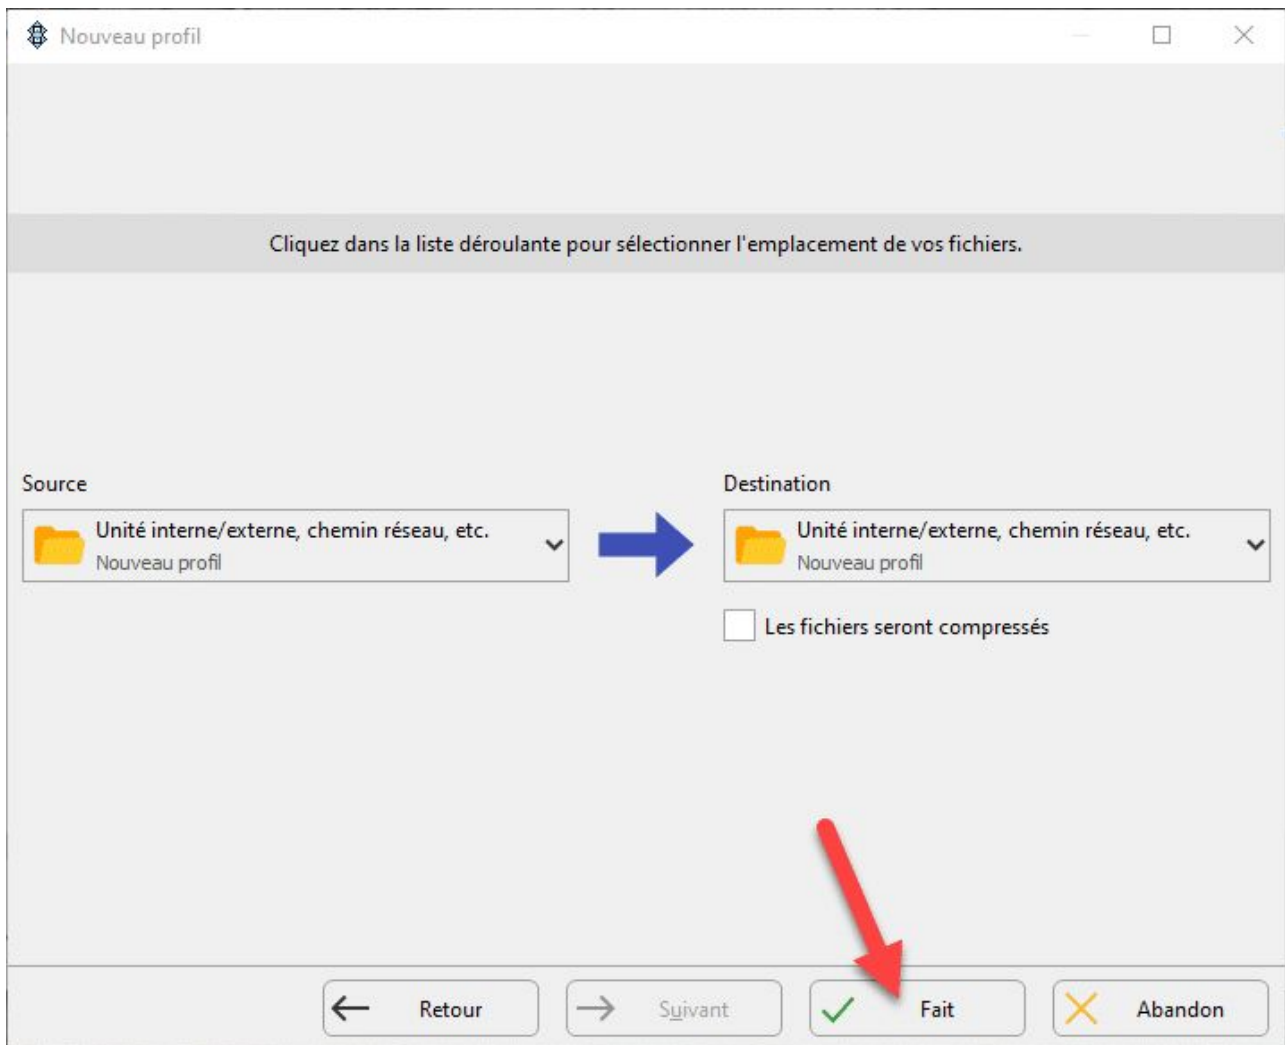 Nouveau profil
Cliquez dans la liste déroulante pour sélectionner l'emplacement de vos fichiers.
Source
Unité interne/externe, chemin réseau, etc.
Nouveau profil
Destination
Unité interne/externe, chemin réseau, etc.
Nouveau profil
Les fichiers seront compressés
Retour
Suivant
Fait
Abandon